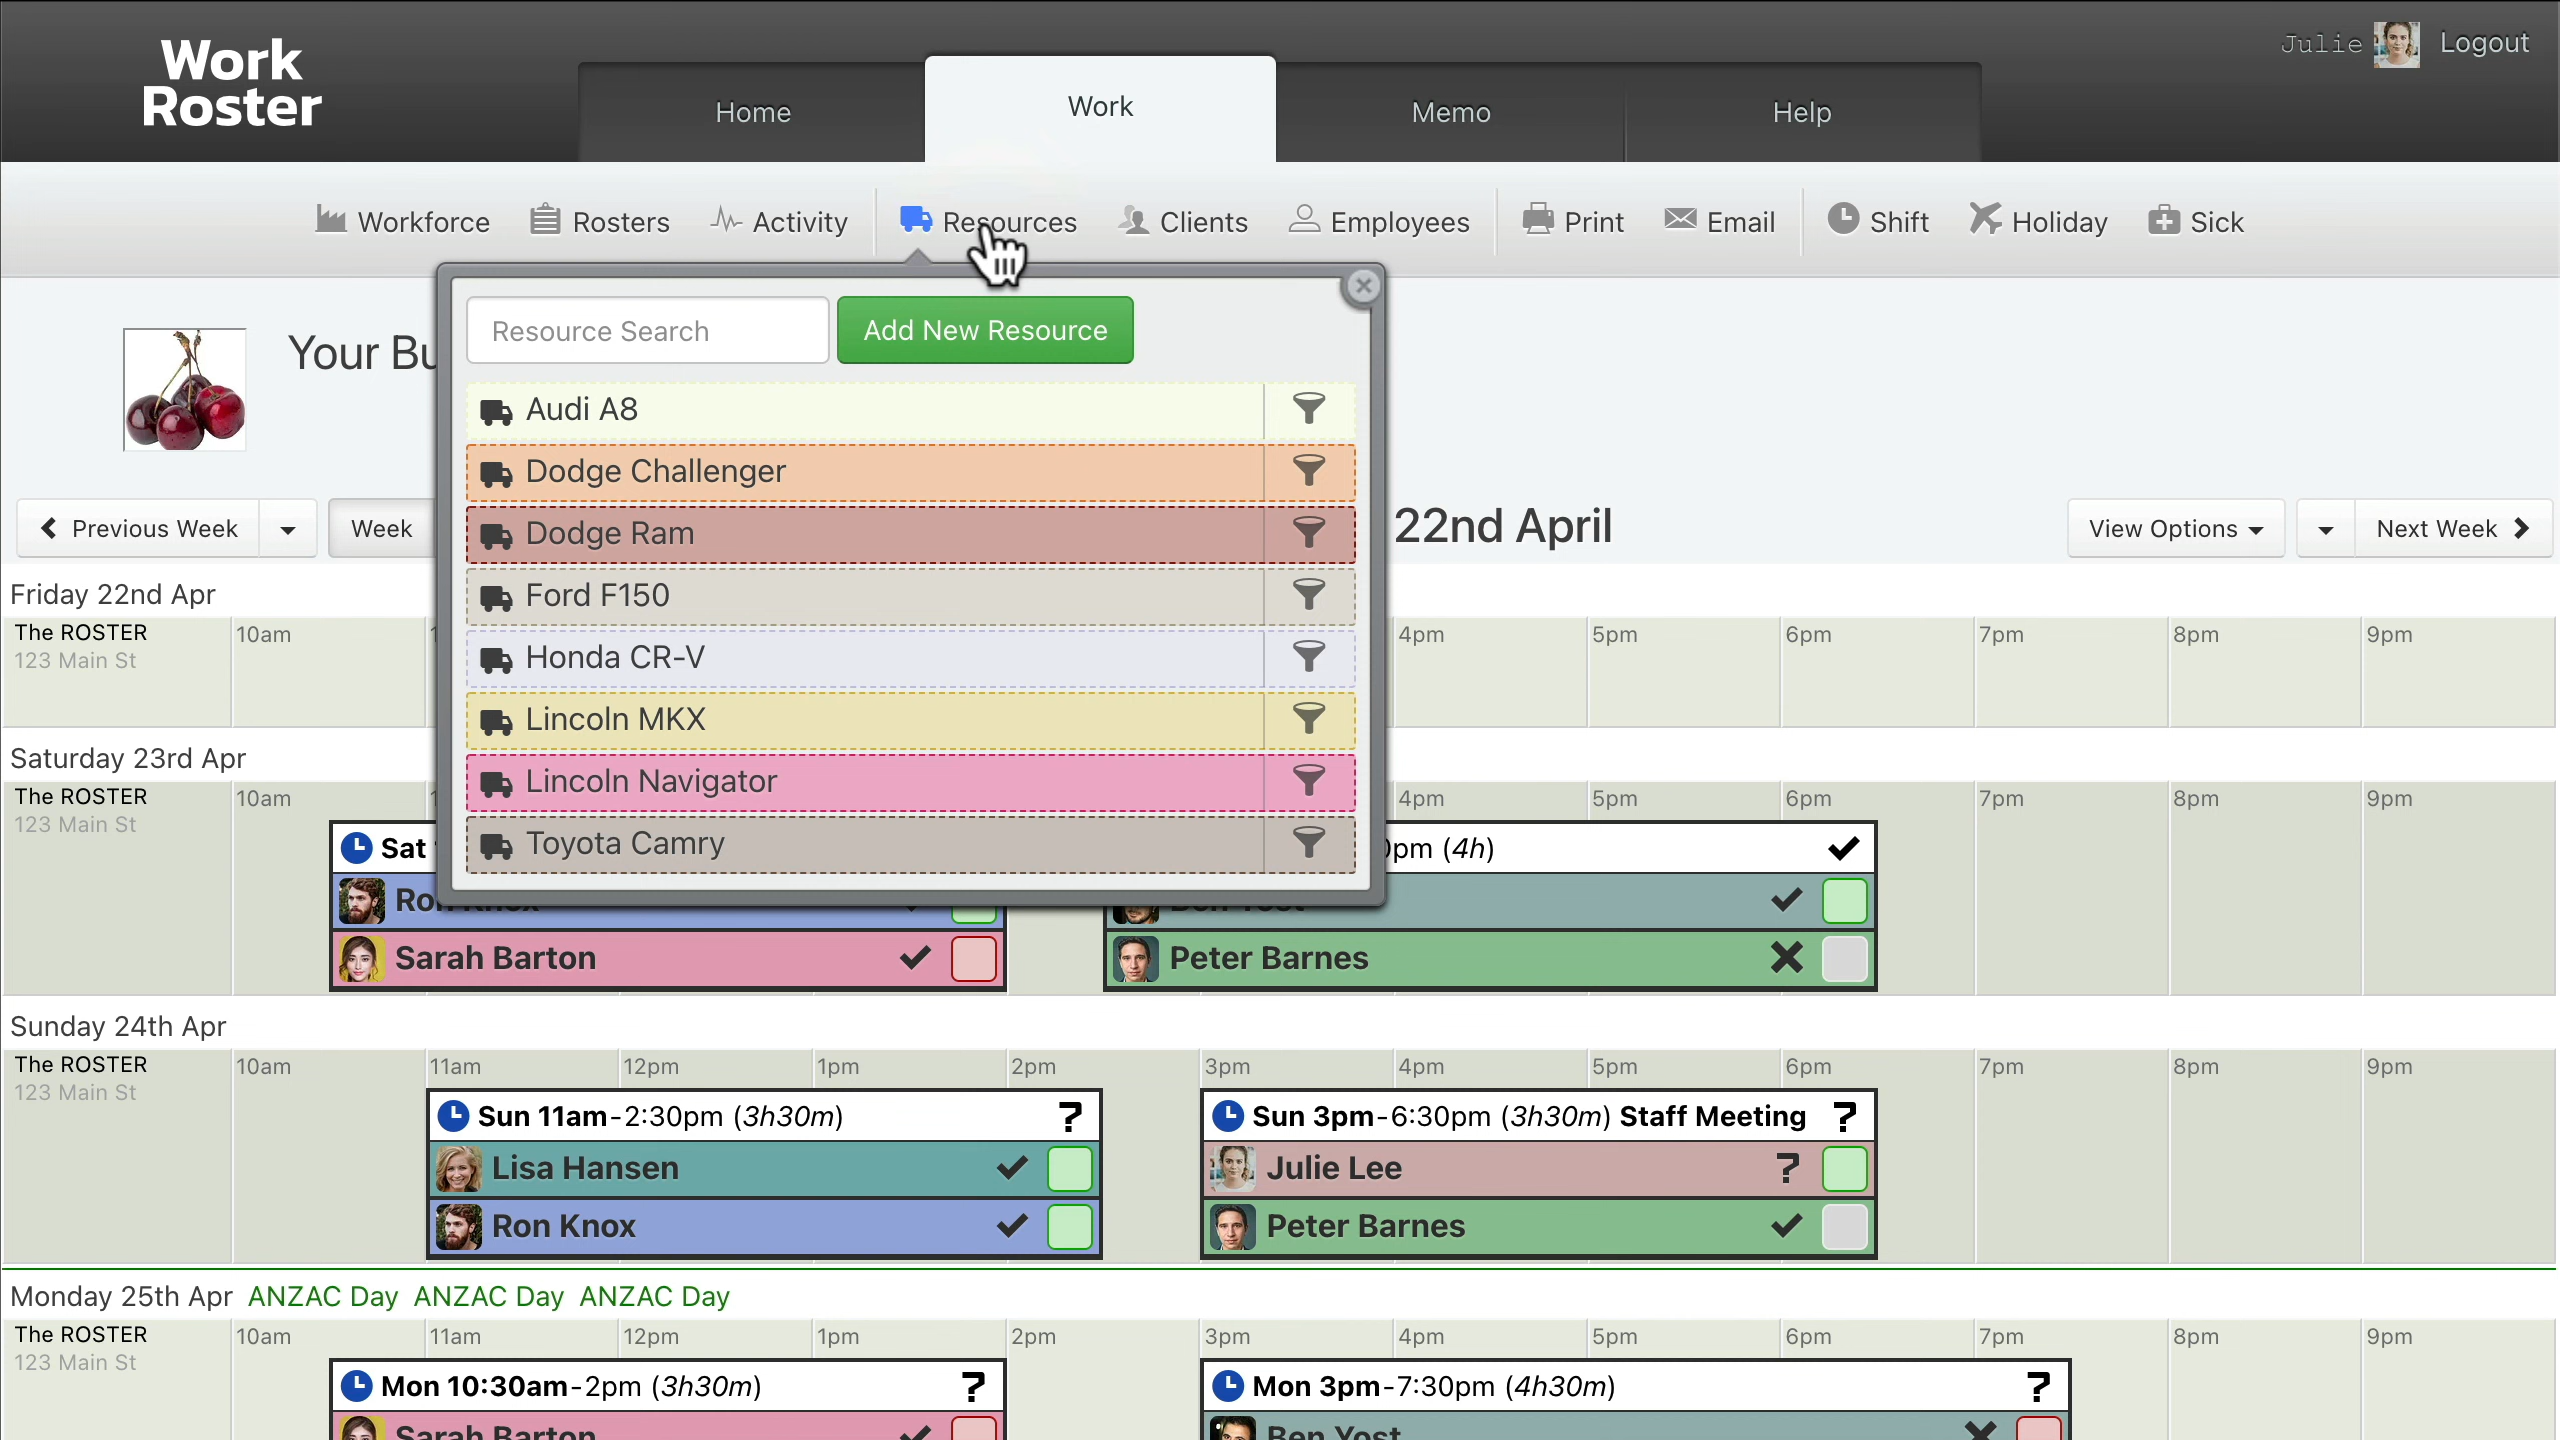 Work
Roster
Julie
Logout
Home
Work
Memo
Help
Workforce
Rosters
Activity
Resources
Clients
Employees
Print
Email
Shift
Holiday
Sick
Your
Resource Search
Add New Resource
Audi A8
Dodge Challenger
Dodge Ram
Ford F150
Honda CR-V
Lincoln MKX
Lincoln Navigator
Toyota Camry
Previous Week
Week
22nd April
View Options
Next Week
Friday 22nd Apr
The ROSTER
123 Main St
10am
4pm
5pm
6pm
7pm
8pm
9pm
Saturday 23rd Apr
The ROSTER
123 Main St
10am
4pm
5pm
6pm
7pm
8pm
9pm
Sat
pm (4h)
Sarah Barton
Peter Barnes
Sunday 24th Apr
The ROSTER
123 Main St
10am
11am
12pm
1pm
2pm
3pm
4pm
5pm
6pm
7pm
8pm
9pm
Sun 11am-2:30pm (3h30m) ?
Lisa Hansen
Ron Knox
Sun 3pm-6:30pm (3h30m) Staff Meeting ?
Julie Lee ?
Peter Barnes
Monday 25th Apr ANZAC Day ANZAC Day ANZAC Day
The ROSTER
123 Main St
10am
11am
12pm
1pm
2pm
3pm
4pm
5pm
6pm
7pm
8pm
9pm
Mon 10:30am-2pm (3h30m) ?
Sarah Barton
Mon 3pm-7:30pm (4h30m) ?
Ben Yost